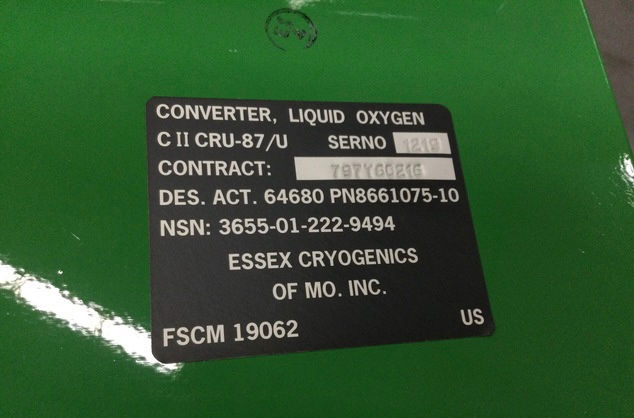 CONVERTER, LIQUID OXYGEN
C II CRU-87/U SERNO 1219
CONTRACT:
DES. ACT. 64680 PN8661075-10
NSN: 3655-01-222-9494
ESSEX CRYOGENICS
OF MO. INC.
FSCM 19062 US